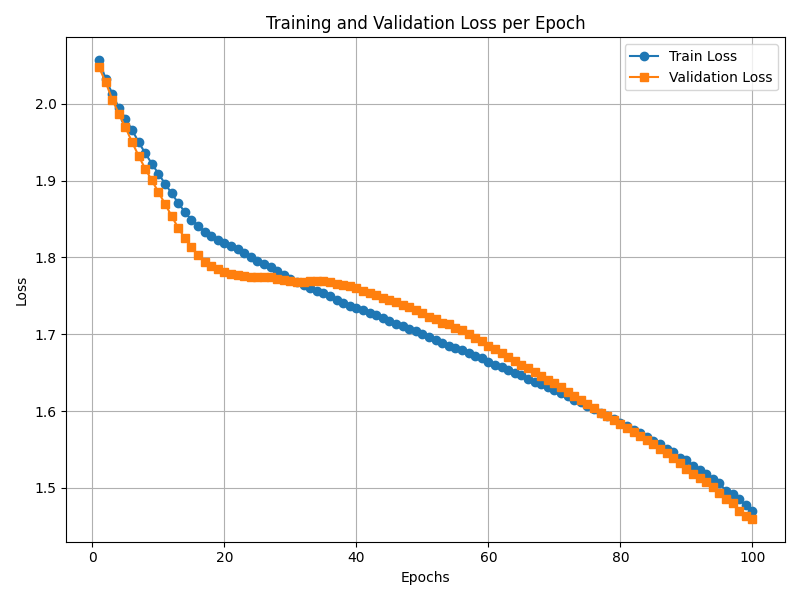 Training and Validation Loss per Epoch
Train Loss
Validation Loss
Loss
2.0
1.9
1.8
1.7
1.6
1.5
0 20 40 60 80 100
Epochs